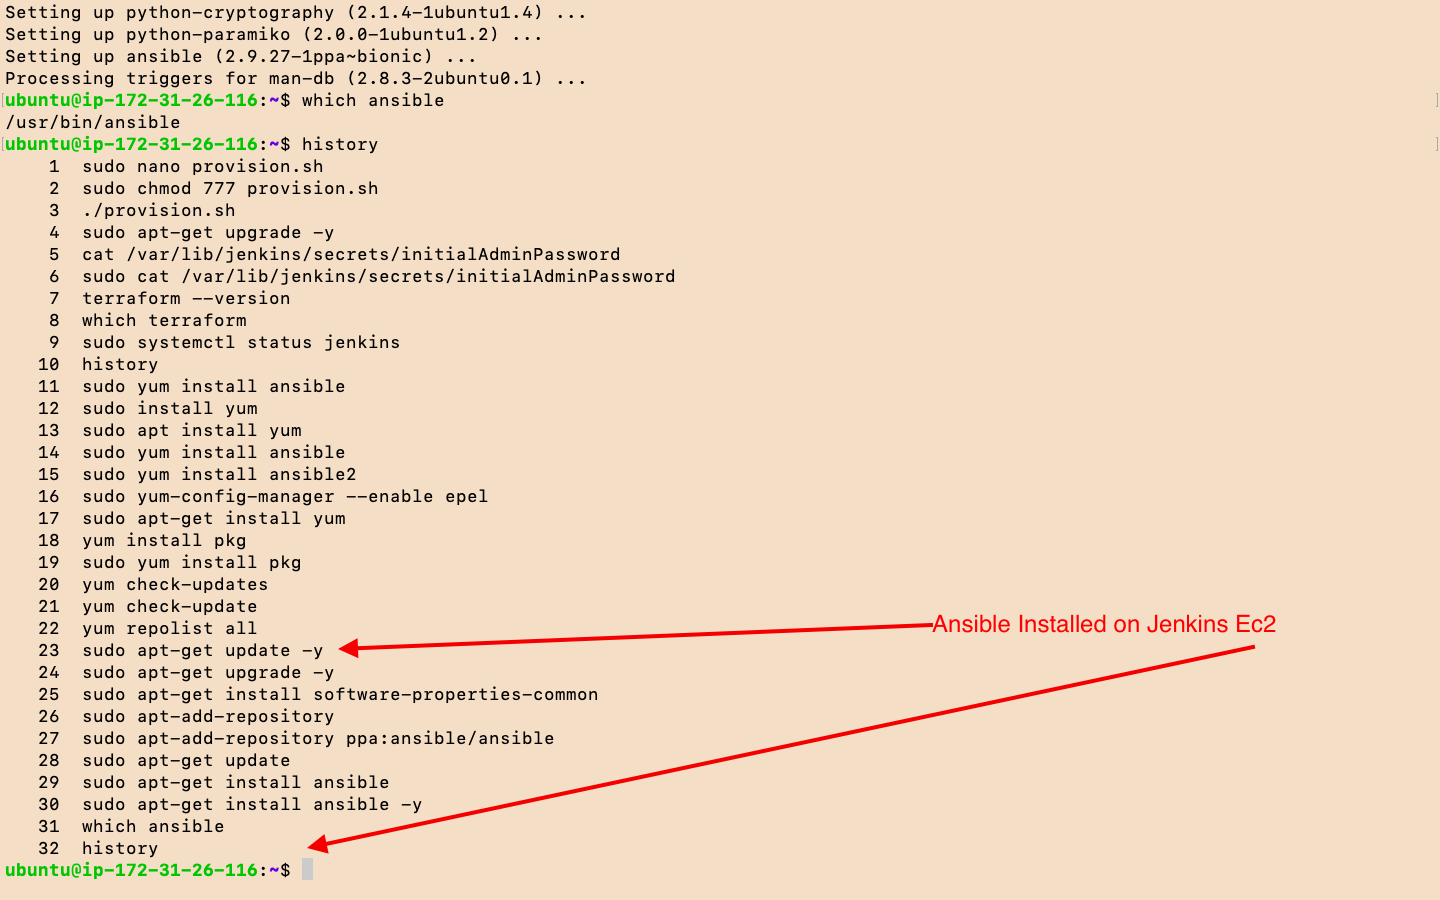 Setting up python-cryptography (2.1.4-1ubuntu1.4) ...
Setting up python-paramiko (2.0.0-1ubuntu1.2) ...
Setting up ansible (2.9.27-1ppa~bionic) ...
Processing triggers for man-db (2.8.3-2ubuntu0.1) ...
ubuntu@ip-172-31-26-116:~$ which ansible
/usr/bin/ansible
ubuntu@ip-172-31-26-116:~$ history
    1  sudo nano provision.sh
    2  sudo chmod 777 provision.sh
    3  ./provision.sh
    4  sudo apt-get upgrade -y
    5  cat /var/lib/jenkins/secrets/initialAdminPassword
    6  sudo cat /var/lib/jenkins/secrets/initialAdminPassword
    7  terraform --version
    8  which terraform
    9  sudo systemctl status jenkins
   10  history
   11  sudo yum install ansible
   12  sudo install yum
   13  sudo apt install yum
   14  sudo yum install ansible
   15  sudo yum install ansible2
   16  sudo yum-config-manager --enable epel
   17  sudo apt-get install yum
   18  yum install pkg
   19  sudo yum install pkg
   20  yum check-updates
   21  yum check-update
   22  yum repolist all
Ansible Installed on Jenkins Ec2
   23  sudo apt-get update -y
   24  sudo apt-get upgrade -y
   25  sudo apt-get install software-properties-common
   26  sudo apt-add-repository
   27  sudo apt-add-repository ppa:ansible/ansible
   28  sudo apt-get update
   29  sudo apt-get install ansible
   30  sudo apt-get install ansible -y
   31  which ansible
   32  history
ubuntu@ip-172-31-26-116:~$